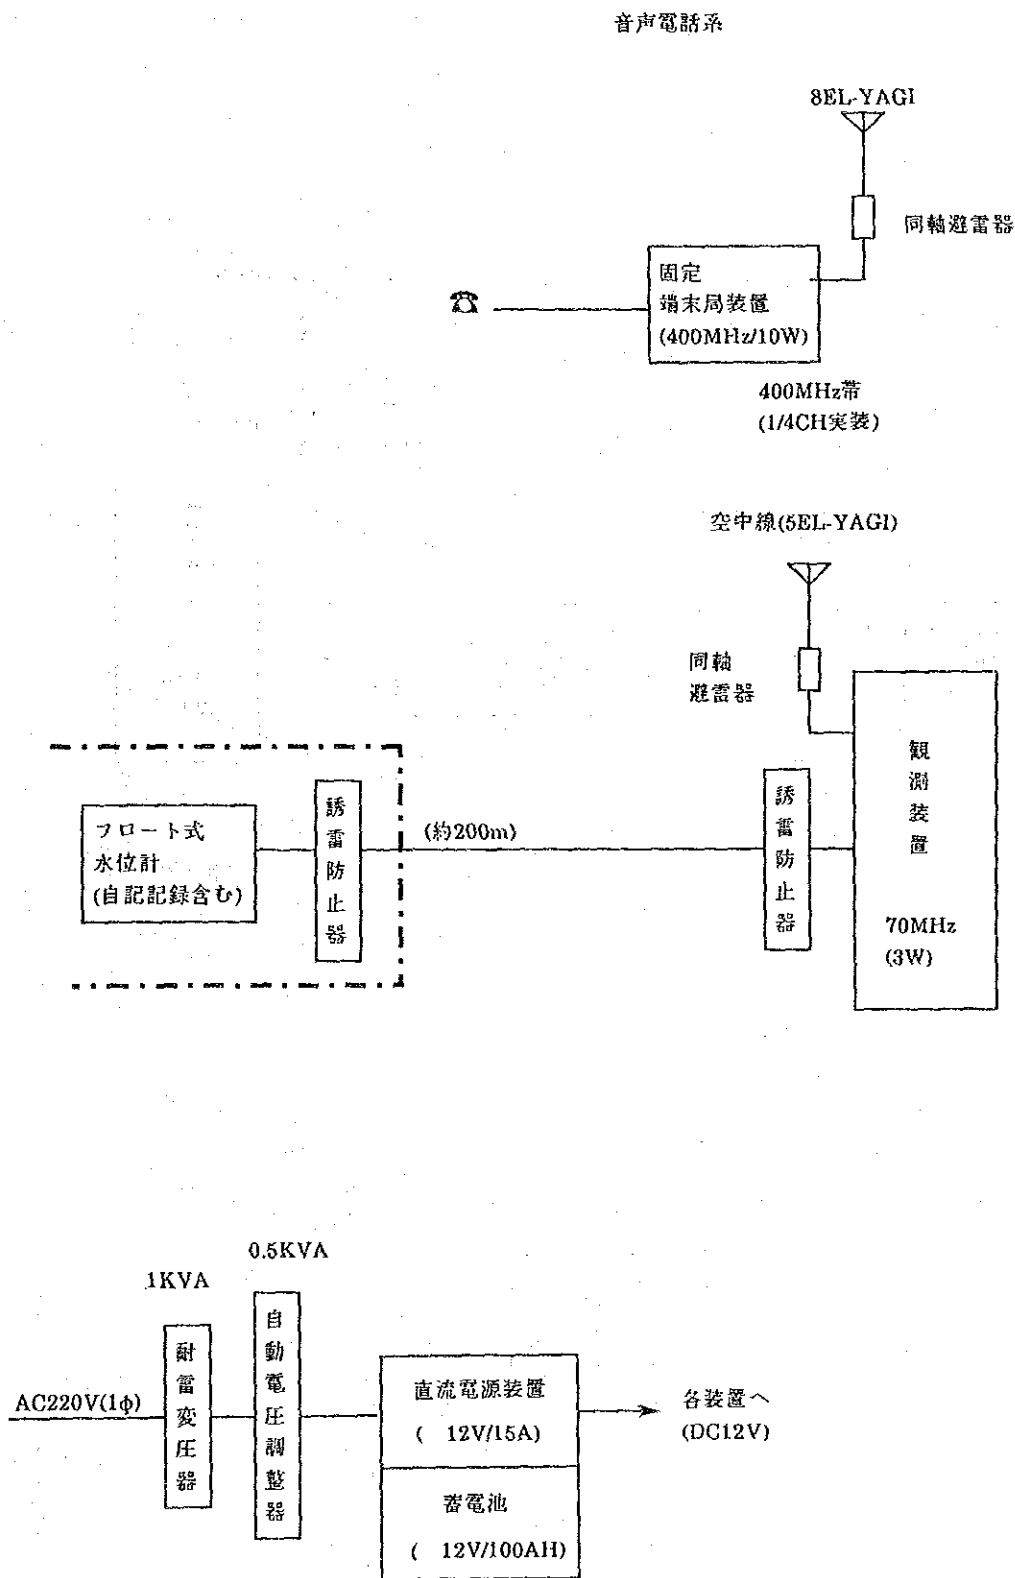 音声電話系
8EL-YAGI
同軸避雷器
固定
端末局装置
(400MHz/10W)
400MHz帯
(1/4CH実装)
空中線(5EL-YAGI)
同軸
避雷器
観測装置
70MHz
(3W)
誘雷防止器
(約200m)
誘雷防止器
フロート式
水位計
(自記記録含む)
0.5KVA
1KVA
自動電圧調整器
耐雷変圧器
AC220V(1φ)
直流電源装置
( 12V/15A)
各装置へ
(DC12V)
蓄電池
( 12V/100AH)